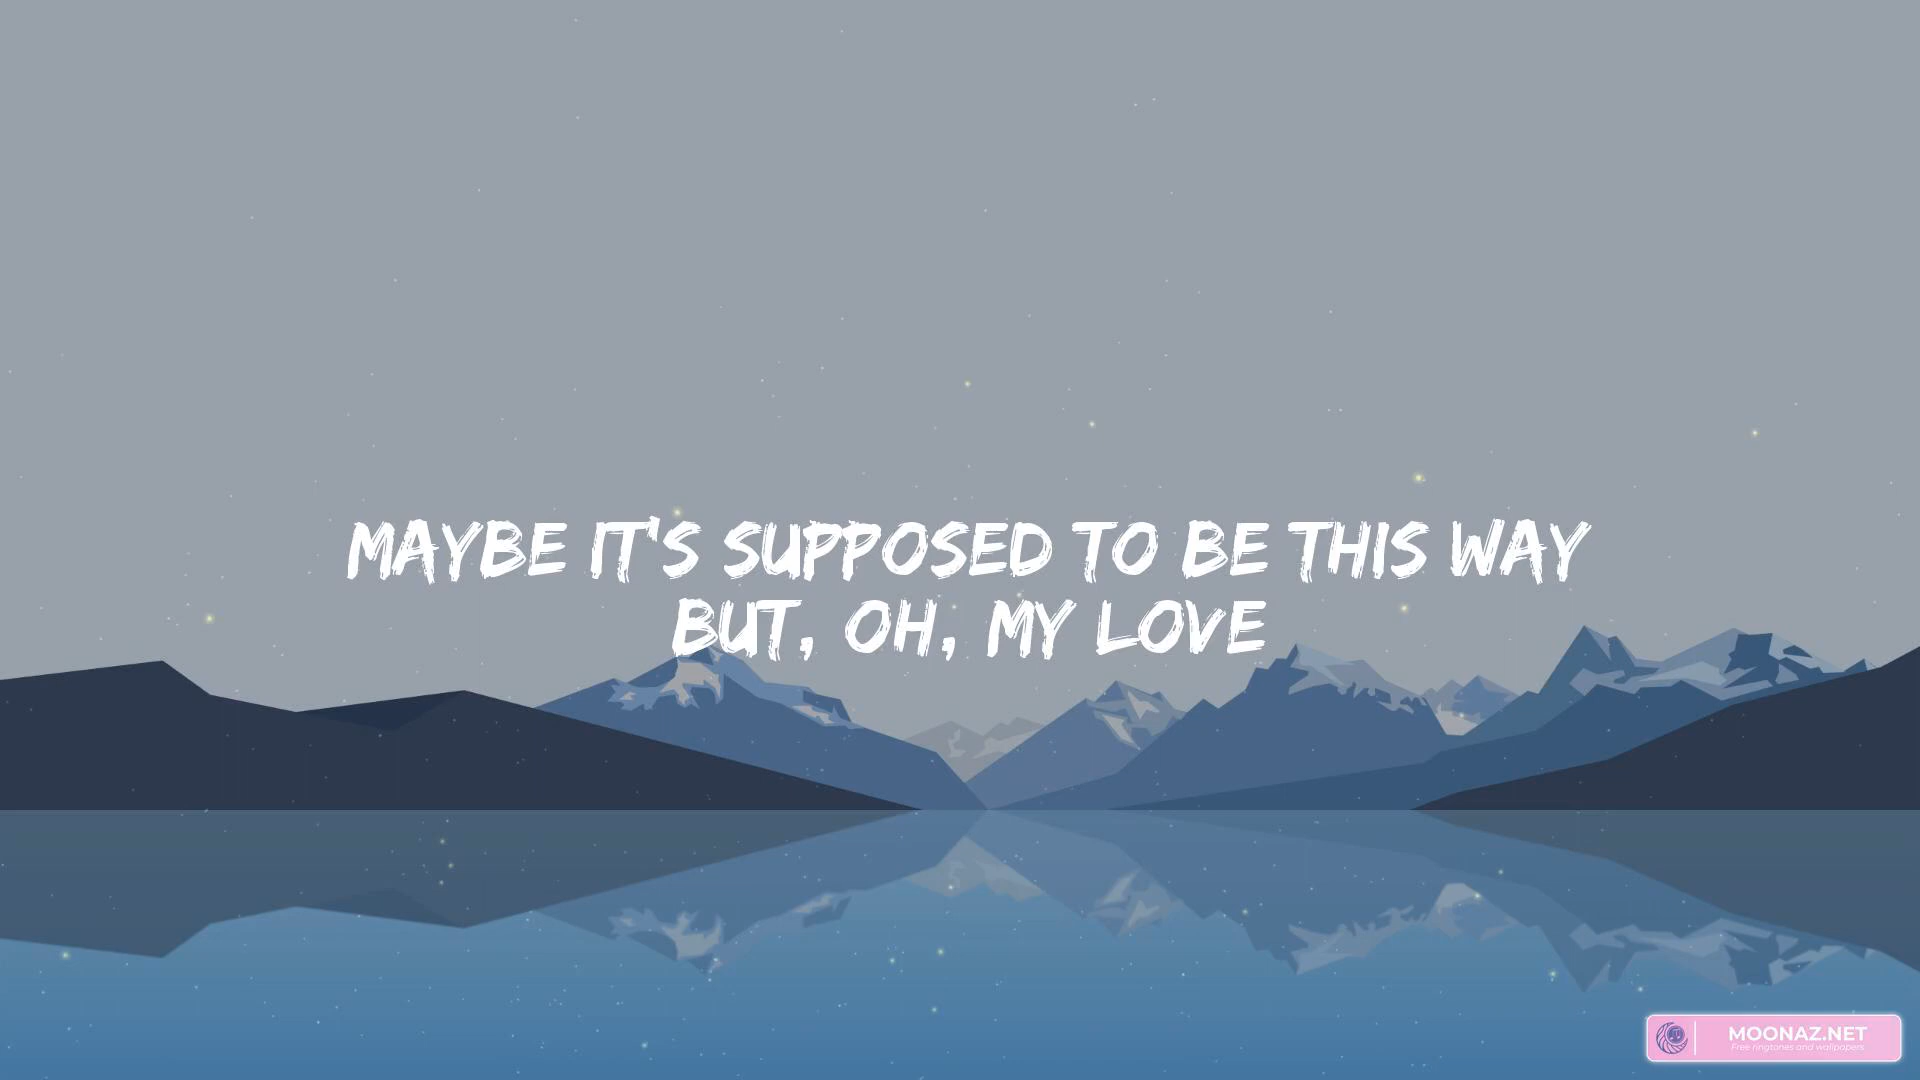 MAYBE IT'S SUPPOSED TO BE THIS WAY
BUT, OH, MY LOVE
MOONAZ.NET
Free ringtones and wallpapers